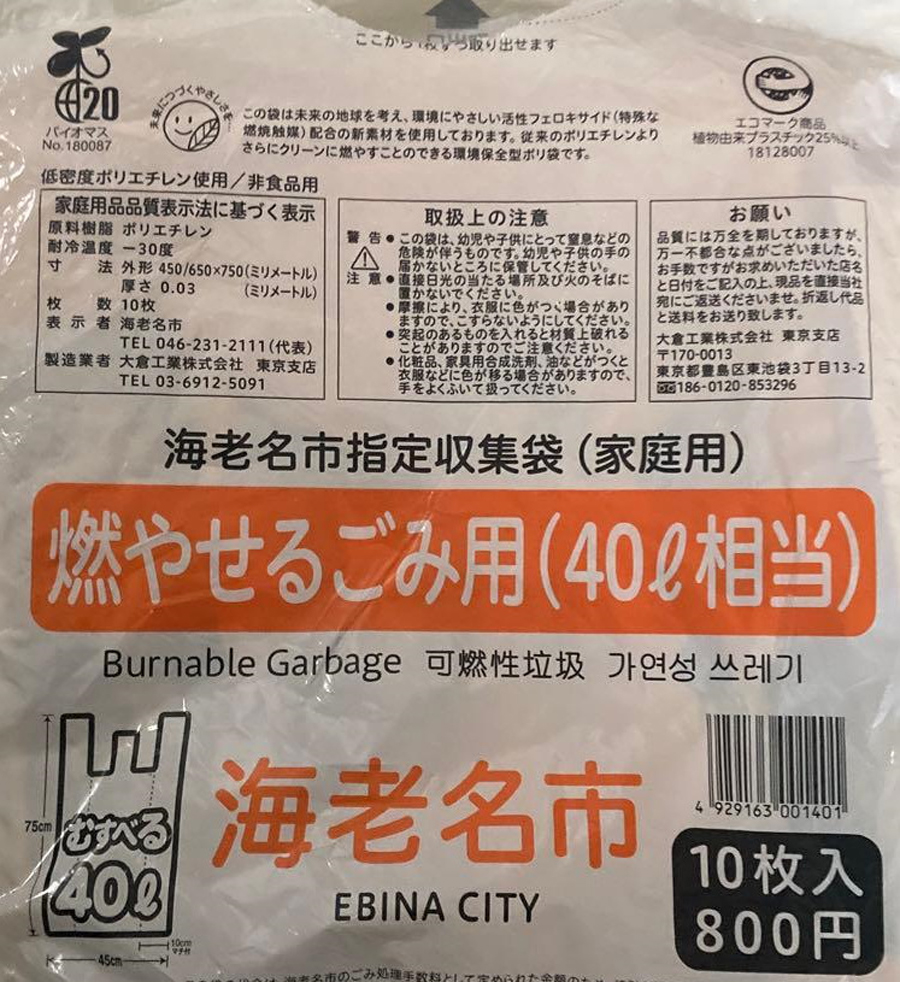 ここから1枚ずつ取り出せます
20
バイオマス
No.180087
未来につづくやさしさを…
この袋は未来の地球を考え、環境にやさしい活性フェロキサイド(特殊な
燃焼触媒)配合の新素材を使用しております。従来のポリエチレンより
さらにクリーンに燃やすことのできる環境保全型ポリ袋です。
エコマーク商品
植物由来プラスチック25%以上
18128007
低密度ポリエチレン使用/非食品用
家庭用品品質表示法に基づく表示
原料樹脂 ポリエチレン
耐冷温度 −30度
寸法 外形 450/650×750(ミリメートル)
厚さ 0.03 (ミリメートル)
枚数 10枚
表示者 海老名市
TEL 046-231-2111(代表)
製造業者 大倉工業株式会社 東京支店
TEL 03-6912-5091
取扱上の注意
警告 ●この袋は、幼児や子供にとって窒息などの
危険が伴うものです。幼児や子供の手の
届かないところに保管してください。
注意 ●直接日光の当たる場所及び火のそばに
置かないでください。
●摩擦により、衣服に色がつく場合があり
ますので、こすらないようにしてください。
●突起のあるものを入れると材質上破れる
ことがありますのでご注意ください。
●化粧品、家具用合成洗剤、油などがつくと
衣服などに色が移る場合がありますので、
手をよくふいて扱ってください。
お願い
品質には万全を期しておりますが、
万一不都合な点がございましたら、
お手数ですがお求めいただいた店名
と日付をご記入の上、現品を直接当社
宛にご返送くださいませ。折返し代品
と送料をお送り致します。
大倉工業株式会社 東京支店
〒170-0013
東京都豊島区東池袋3丁目13-2
186-0120-853296
海老名市指定収集袋(家庭用)
燃やせるごみ用(40ℓ相当)
Burnable Garbage 可燃性垃圾 가연성 쓰레기
75cm
むすべる
40ℓ
10cm
マチ付
45cm
海老名市
EBINA CITY
4 929163 001401
10枚入
800円
海老名市のごみ処理手数料として定められた金額のため、